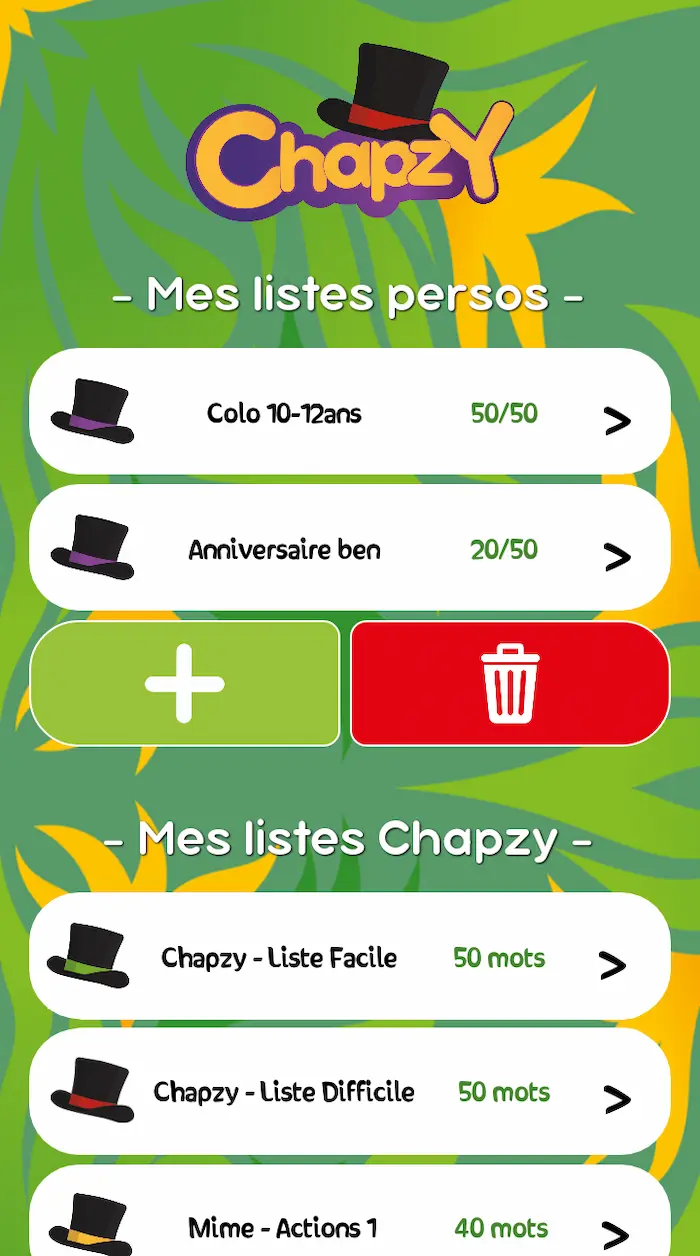 Chapzy
- Mes listes persos -
Colo 10-12ans 50/50 >
Anniversaire ben 20/50 >
- Mes listes Chapzy -
Chapzy - Liste Facile 50 mots >
Chapzy - Liste Difficile 50 mots >
Mime - Actions 1 40 mots >